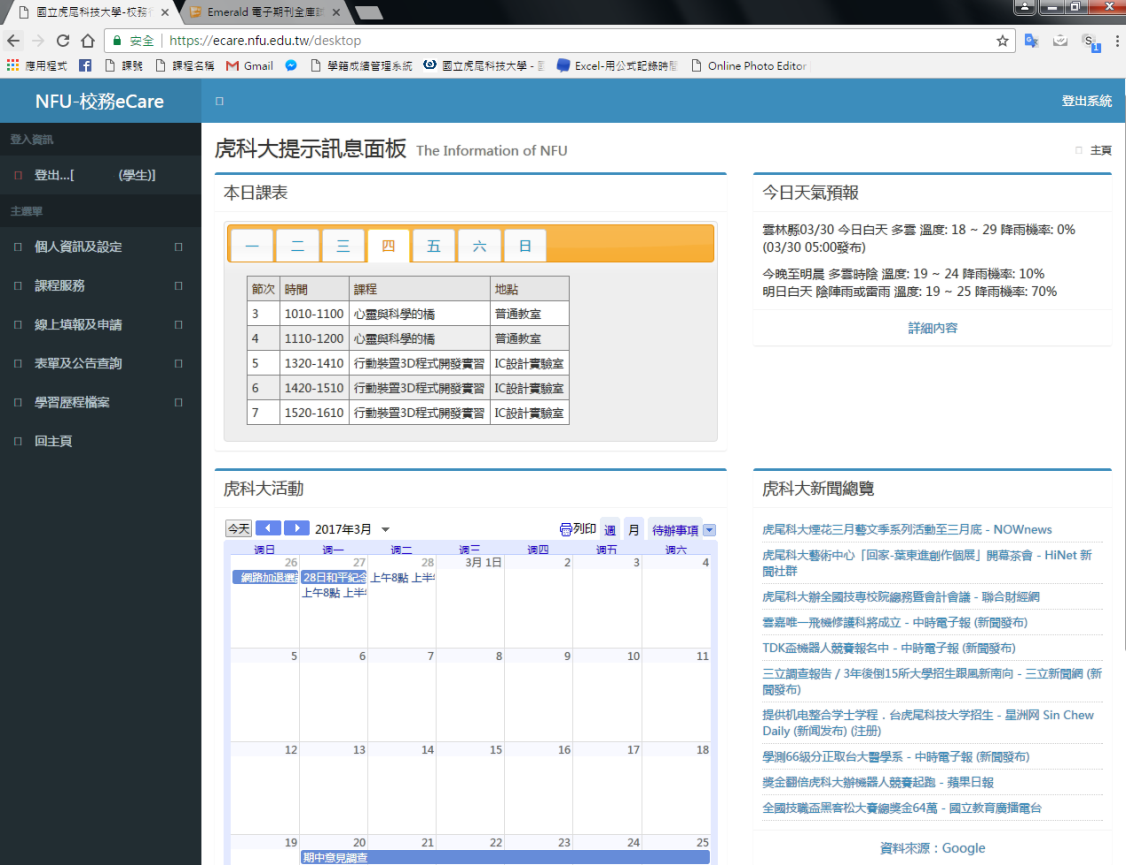 國立虎尾科技大學-校務
Emerald 電子期刊全庫
安全 | https://ecare.nfu.edu.tw/desktop
應用程式 課號 課程名稱 Gmail 學籍成績管理系統 國立虎尾科技大學 - Excel-用公式記錄時間 Online Photo Editor
NFU-校務eCare
登出系統
登入資訊
登出...[ (學生)]
主選單
個人資訊及設定
課程服務
線上填報及申請
表單及公告查詢
學習歷程檔案
回主頁
虎科大提示訊息面板 The Information of NFU
主頁
本日課表
一 二 三 四 五 六 日
節次 時間 課程 地點
3 1010-1100 心靈與科學的橋 普通教室
4 1110-1200 心靈與科學的橋 普通教室
5 1320-1410 行動裝置3D程式開發實習 IC設計實驗室
6 1420-1510 行動裝置3D程式開發實習 IC設計實驗室
7 1520-1610 行動裝置3D程式開發實習 IC設計實驗室
今日天氣預報
雲林縣03/30 今日白天 多雲 溫度: 18 ~ 29 降雨機率: 0%
(03/30 05:00發布)
今晚至明晨 多雲時陰 溫度: 19 ~ 24 降雨機率: 10%
明日白天 陰陣雨或雷雨 溫度: 19 ~ 25 降雨機率: 70%
詳細內容
虎科大活動
今天 2017年3月 列印 週 月 待辦事項
週日 週一 週二 週三 週四 週五 週六
26 27 28 3月 1日 2 3 4
網路加退選 28日和平紀念 上午8點 上半
上午8點 上半
5 6 7 8 9 10 11
12 13 14 15 16 17 18
19 20 21 22 23 24 25
期中意見調查
虎科大新聞總覽
虎尾科大煙花三月藝文季系列活動至三月底 - NOWnews
虎尾科大藝術中心「回家-葉東進創作個展」開幕茶會 - HiNet 新
聞社群
虎尾科大辦全國技專校院總務暨會計會議 - 聯合財經網
雲嘉唯一飛機修護科將成立 - 中時電子報 (新聞發布)
TDK盃機器人競賽報名中 - 中時電子報 (新聞發布)
三立調查報告 / 3年後倒15所大學招生跟風新南向 - 三立新聞網 (新
聞發布)
提供机电整合学士学程．台虎尾科技大学招生 - 星洲网 Sin Chew
Daily (新闻发布) (注册)
學測66級分正取台大醫學系 - 中時電子報 (新聞發布)
獎金翻倍虎科大辦機器人競賽起跑 - 蘋果日報
全國技職盃黑客松大賽總獎金64萬 - 國立教育廣播電台
資料來源：Google